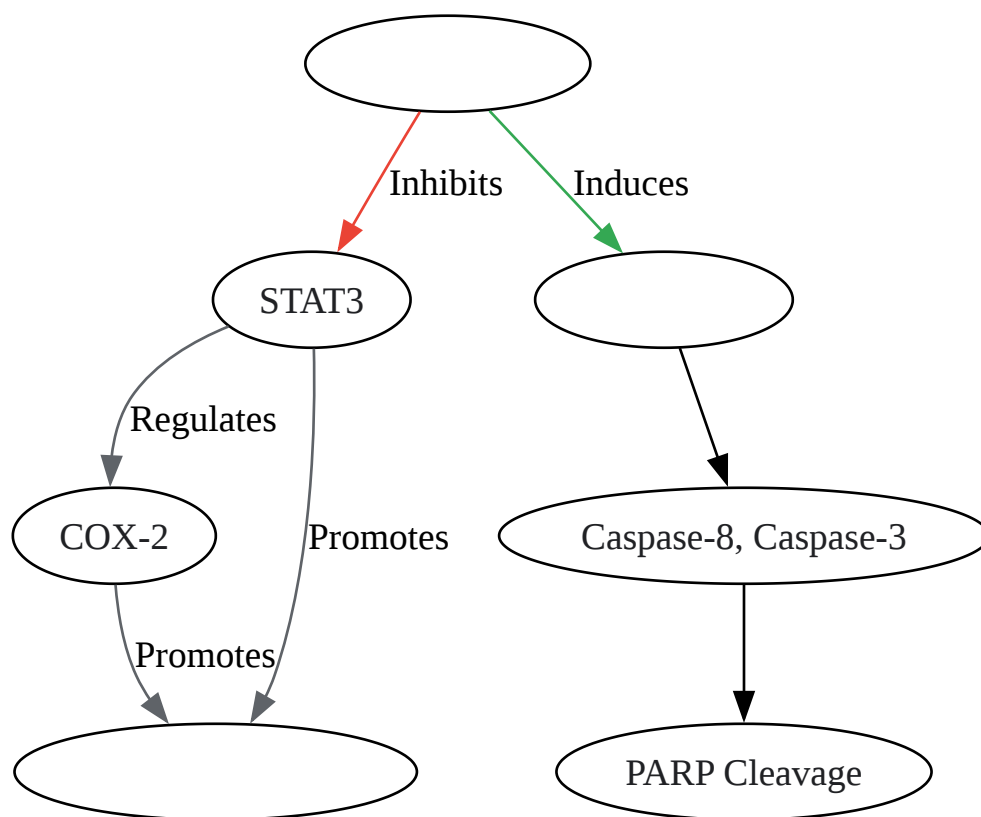 Inhibits
Induces
STAT3
Regulates
COX-2
Promotes
Caspase-8, Caspase-3
Promotes
PARP Cleavage